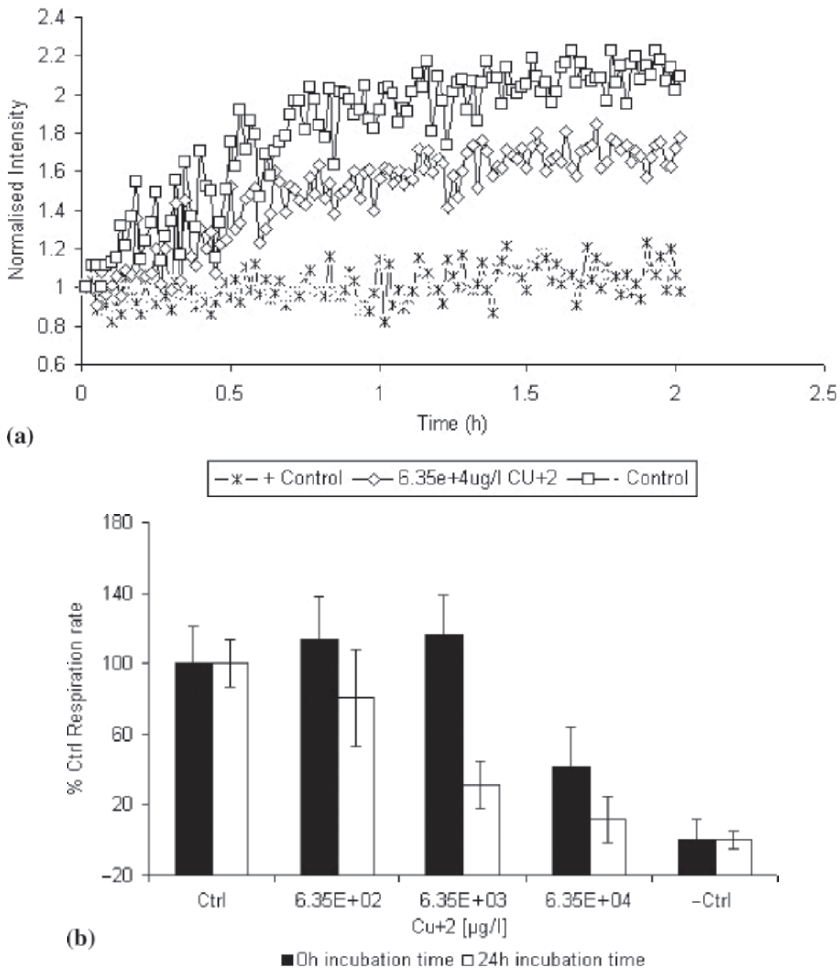 2.4
2.2
2
1.8
1.6
1.4
1.2
1
0.8
0.6
Normalised Intensity
0 0.5 1 1.5 2 2.5
Time (h)
(a)
+ Control 6.35e+4ug/l CU+2 - Control
180
140
100
60
20
-20
% Ctrl Respiration rate
Ctrl 6.35E+02 6.35E+03 6.35E+04 -Ctrl
Cu+2 [µg/l]
(b)
0h incubation time 24h incubation time